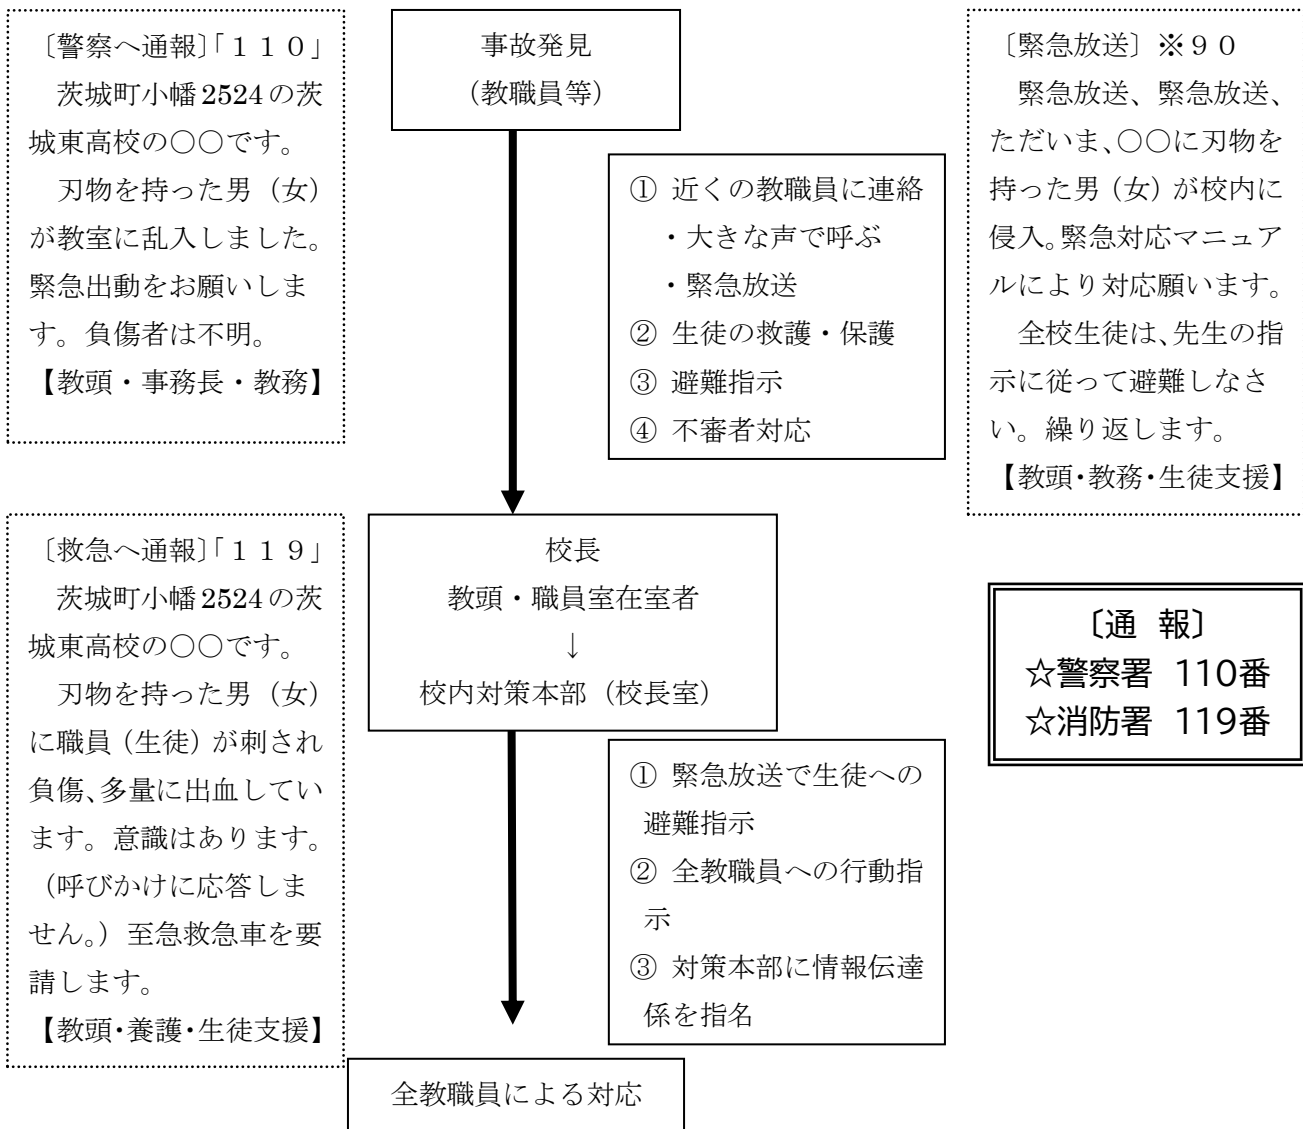 〔警察へ通報〕「１１０」
茨城町小幡2524の茨
城東高校の○○です。
刃物を持った男（女）
が教室に乱入しました。
緊急出動をお願いしま
す。負傷者は不明。
【教頭・事務長・教務】
事故発見
（教職員等）
① 近くの教職員に連絡
・大きな声で呼ぶ
・緊急放送
② 生徒の救護・保護
③ 避難指示
④ 不審者対応
〔緊急放送〕※９０
緊急放送、緊急放送、
ただいま、○○に刃物を
持った男（女）が校内に
侵入。緊急対応マニュア
ルにより対応願います。
全校生徒は、先生の指
示に従って避難しなさ
い。繰り返します。
【教頭・教務・生徒支援】
〔救急へ通報〕「１１９」
茨城町小幡2524の茨
城東高校の○○です。
刃物を持った男（女）
に職員（生徒）が刺され
負傷、多量に出血してい
ます。意識はあります。
（呼びかけに応答しま
せん。）至急救急車を要
請します。
【教頭・養護・生徒支援】
校長
教頭・職員室在室者
↓
校内対策本部（校長室）
〔通 報〕
☆警察署 110番
☆消防署 119番
① 緊急放送で生徒への
避難指示
② 全教職員への行動指
示
③ 対策本部に情報伝達
係を指名
全教職員による対応